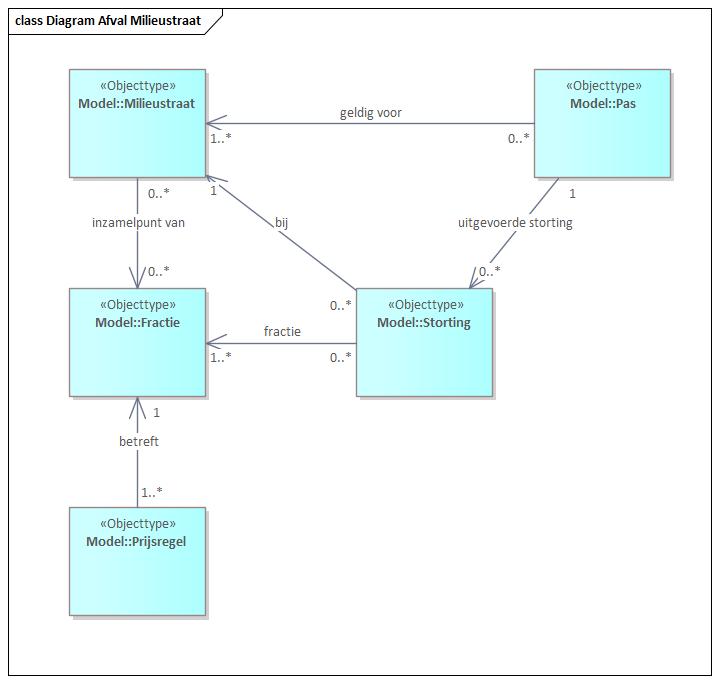 class Diagram Afval Milieustraat
«Objecttype»
Model::Milieustraat
«Objecttype»
Model::Pas
geldig voor
1..*
0..*
0..*
1
1
inzamelpunt van
bij
uitgevoerde storting
0..*
0..*
«Objecttype»
Model::Fractie
0..*
«Objecttype»
Model::Storting
fractie
1..*
0..*
1
betreft
1..*
«Objecttype»
Model::Prijsregel